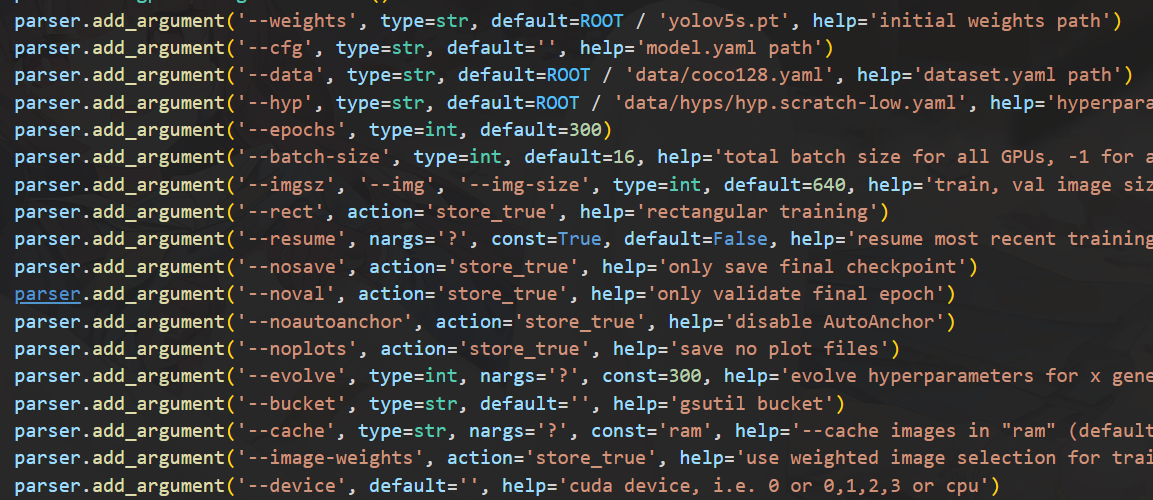 parser.add_argument('--weights', type=str, default=ROOT / 'yolov5s.pt', help='initial weights path')
parser.add_argument('--cfg', type=str, default='', help='model.yaml path')
parser.add_argument('--data', type=str, default=ROOT / 'data/coco128.yaml', help='dataset.yaml path')
parser.add_argument('--hyp', type=str, default=ROOT / 'data/hyps/hyp.scratch-low.yaml', help='hyperpara
parser.add_argument('--epochs', type=int, default=300)
parser.add_argument('--batch-size', type=int, default=16, help='total batch size for all GPUs, -1 for a
parser.add_argument('--imgsz', '--img', '--img-size', type=int, default=640, help='train, val image siz
parser.add_argument('--rect', action='store_true', help='rectangular training')
parser.add_argument('--resume', nargs='?', const=True, default=False, help='resume most recent training
parser.add_argument('--nosave', action='store_true', help='only save final checkpoint')
parser.add_argument('--noval', action='store_true', help='only validate final epoch')
parser.add_argument('--noautoanchor', action='store_true', help='disable AutoAnchor')
parser.add_argument('--noplots', action='store_true', help='save no plot files')
parser.add_argument('--evolve', type=int, nargs='?', const=300, help='evolve hyperparameters for x gene
parser.add_argument('--bucket', type=str, default='', help='gsutil bucket')
parser.add_argument('--cache', type=str, nargs='?', const='ram', help='--cache images in "ram" (default
parser.add_argument('--image-weights', action='store_true', help='use weighted image selection for trai
parser.add_argument('--device', default='', help='cuda device, i.e. 0 or 0,1,2,3 or cpu')